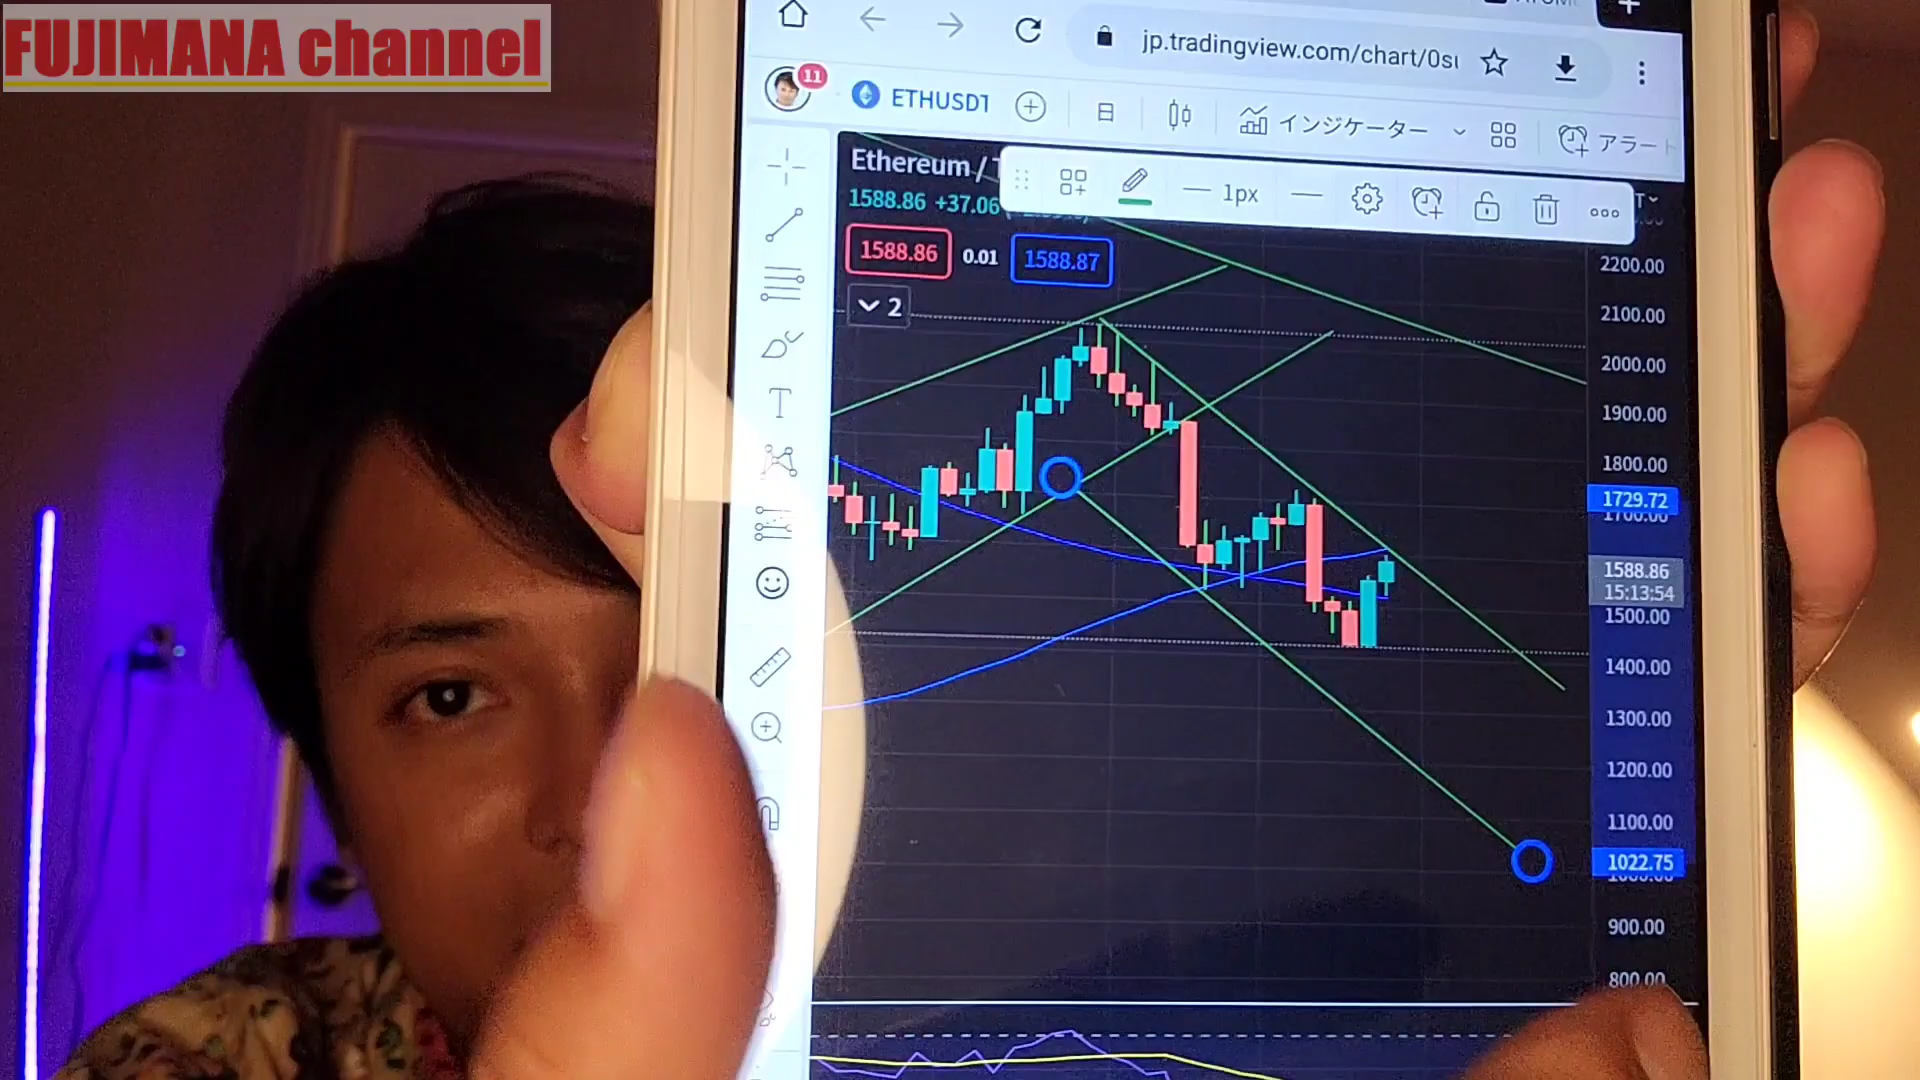 FUJIMANA channel
jp.tradingview.com/chart/0s
11
ETHUSDT
日
インジケーター
アラート
Ethereum /
1px
1588.86 +37.06
1588.86
0.01
1588.87
2
2200.00
2100.00
2000.00
1900.00
1800.00
1729.72
1700.00
1588.86
15:13:54
1500.00
1400.00
1300.00
1200.00
1100.00
1022.75
900.00
800.00